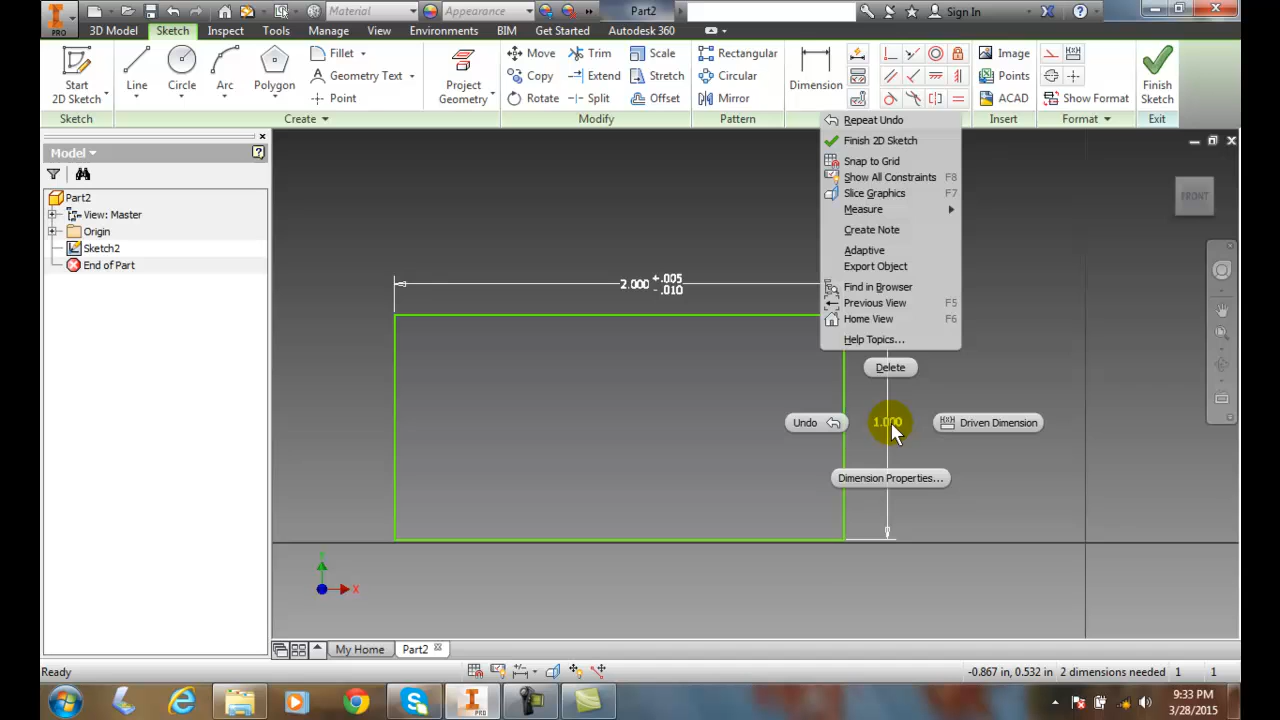 PRO
Material
Appearance
Part2
Sign In
3D Model
Sketch
Inspect
Tools
Manage
View
Environments
BIM
Get Started
Autodesk 360
Start
2D Sketch
Line
Circle
Arc
Polygon
Fillet
Geometry Text
Point
Project
Geometry
Move
Copy
Rotate
Trim
Extend
Split
Scale
Stretch
Offset
Rectangular
Circular
Mirror
Dimension
Image
Points
ACAD
Show Format
Finish
Sketch
Sketch
Create
Modify
Pattern
Insert
Format
Exit
Model
Part2
View: Master
Origin
Sketch2
End of Part
Repeat Undo
Finish 2D Sketch
Snap to Grid
Show All Constraints F8
Slice Graphics F7
Measure
Create Note
Adaptive
Export Object
Find in Browser
Previous View F5
Home View F6
Help Topics...
Delete
Undo
Driven Dimension
Dimension Properties...
2.000 +.005
-.010
1.000
FRONT
Y
X
My Home
Part2
Ready
-0.867 in, 0.532 in 2 dimensions needed 1 1
PRO
9:33 PM
3/28/2015